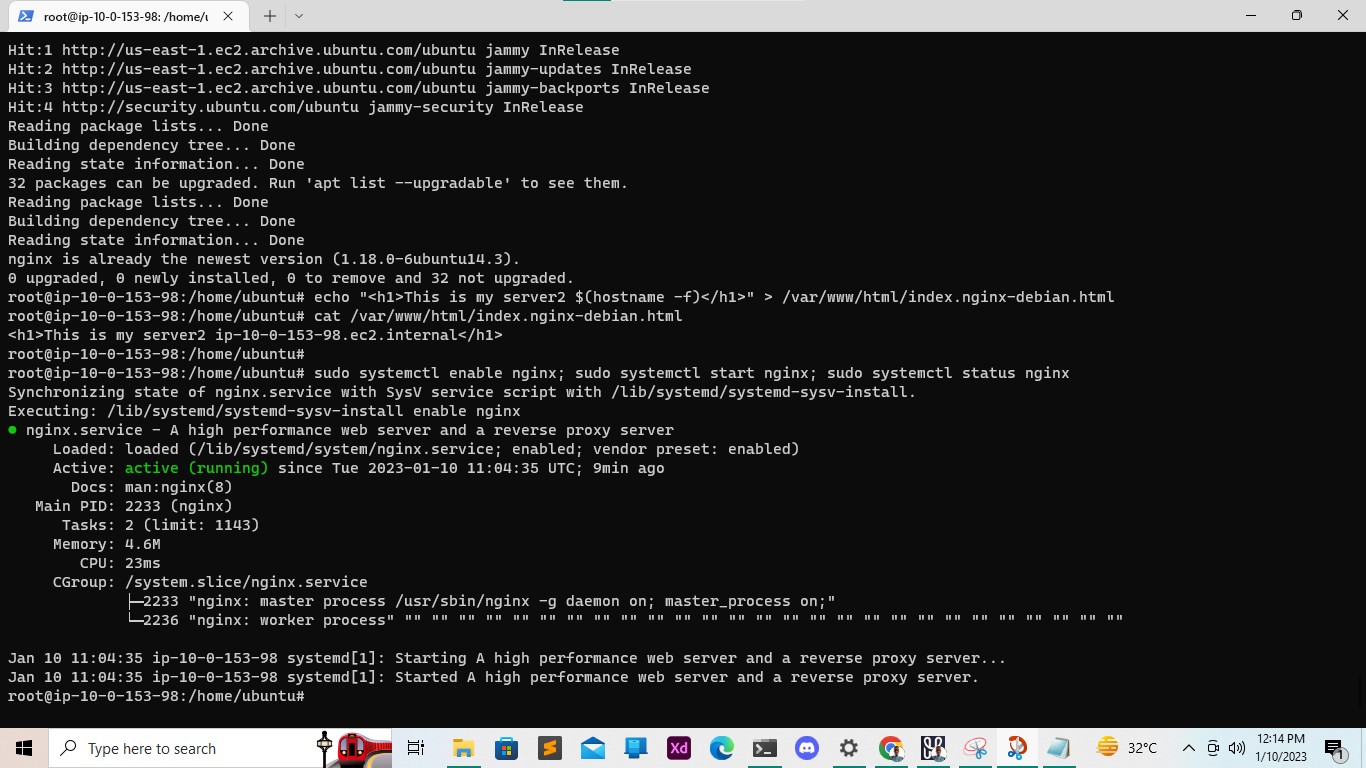 root@ip-10-0-153-98: /home/u
Hit:1 http://us-east-1.ec2.archive.ubuntu.com/ubuntu jammy InRelease
Hit:2 http://us-east-1.ec2.archive.ubuntu.com/ubuntu jammy-updates InRelease
Hit:3 http://us-east-1.ec2.archive.ubuntu.com/ubuntu jammy-backports InRelease
Hit:4 http://security.ubuntu.com/ubuntu jammy-security InRelease
Reading package lists... Done
Building dependency tree... Done
Reading state information... Done
32 packages can be upgraded. Run 'apt list --upgradable' to see them.
Reading package lists... Done
Building dependency tree... Done
Reading state information... Done
nginx is already the newest version (1.18.0-6ubuntu14.3).
0 upgraded, 0 newly installed, 0 to remove and 32 not upgraded.
root@ip-10-0-153-98:/home/ubuntu# echo "<h1>This is my server2 $(hostname -f)</h1>" > /var/www/html/index.nginx-debian.html
root@ip-10-0-153-98:/home/ubuntu# cat /var/www/html/index.nginx-debian.html
<h1>This is my server2 ip-10-0-153-98.ec2.internal</h1>
root@ip-10-0-153-98:/home/ubuntu#
root@ip-10-0-153-98:/home/ubuntu# sudo systemctl enable nginx; sudo systemctl start nginx; sudo systemctl status nginx
Synchronizing state of nginx.service with SysV service script with /lib/systemd/systemd-sysv-install.
Executing: /lib/systemd/systemd-sysv-install enable nginx
● nginx.service - A high performance web server and a reverse proxy server
     Loaded: loaded (/lib/systemd/system/nginx.service; enabled; vendor preset: enabled)
     Active: active (running) since Tue 2023-01-10 11:04:35 UTC; 9min ago
       Docs: man:nginx(8)
   Main PID: 2233 (nginx)
      Tasks: 2 (limit: 1143)
     Memory: 4.6M
        CPU: 23ms
     CGroup: /system.slice/nginx.service
             ├─2233 "nginx: master process /usr/sbin/nginx -g daemon on; master_process on;"
             └─2236 "nginx: worker process" "" "" "" "" "" "" "" "" "" "" "" "" "" "" "" "" "" "" "" "" "" "" "" "" "" "" ""
Jan 10 11:04:35 ip-10-0-153-98 systemd[1]: Starting A high performance web server and a reverse proxy server...
Jan 10 11:04:35 ip-10-0-153-98 systemd[1]: Started A high performance web server and a reverse proxy server.
root@ip-10-0-153-98:/home/ubuntu#
Type here to search
Xd
32°C
12:14 PM
1/10/2023
1